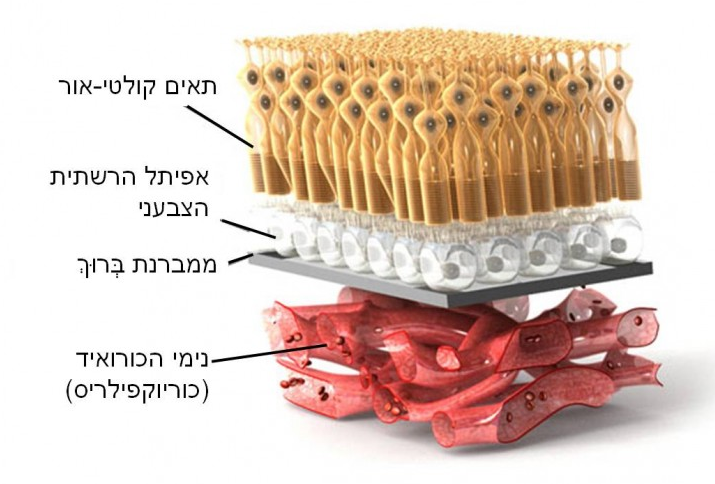 תאים קולטי-אור
אפיתל הרשתית
הצבעני
ממברנת בְּרוּךְ
נימי הכורואיד
(כוריוקפילריס)